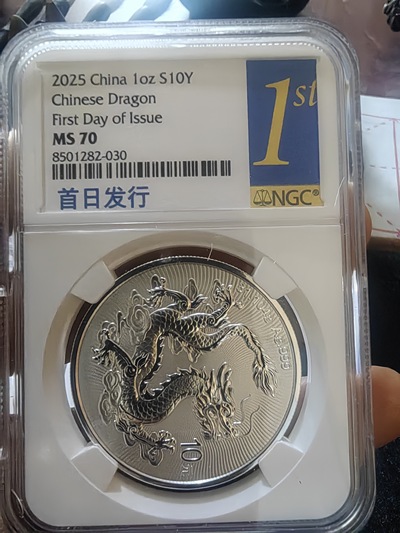 2025 China 1oz S10Y
Chinese Dragon
First Day of Issue
MS 70
8501282-030
首日发行
1st
NGC®
10元